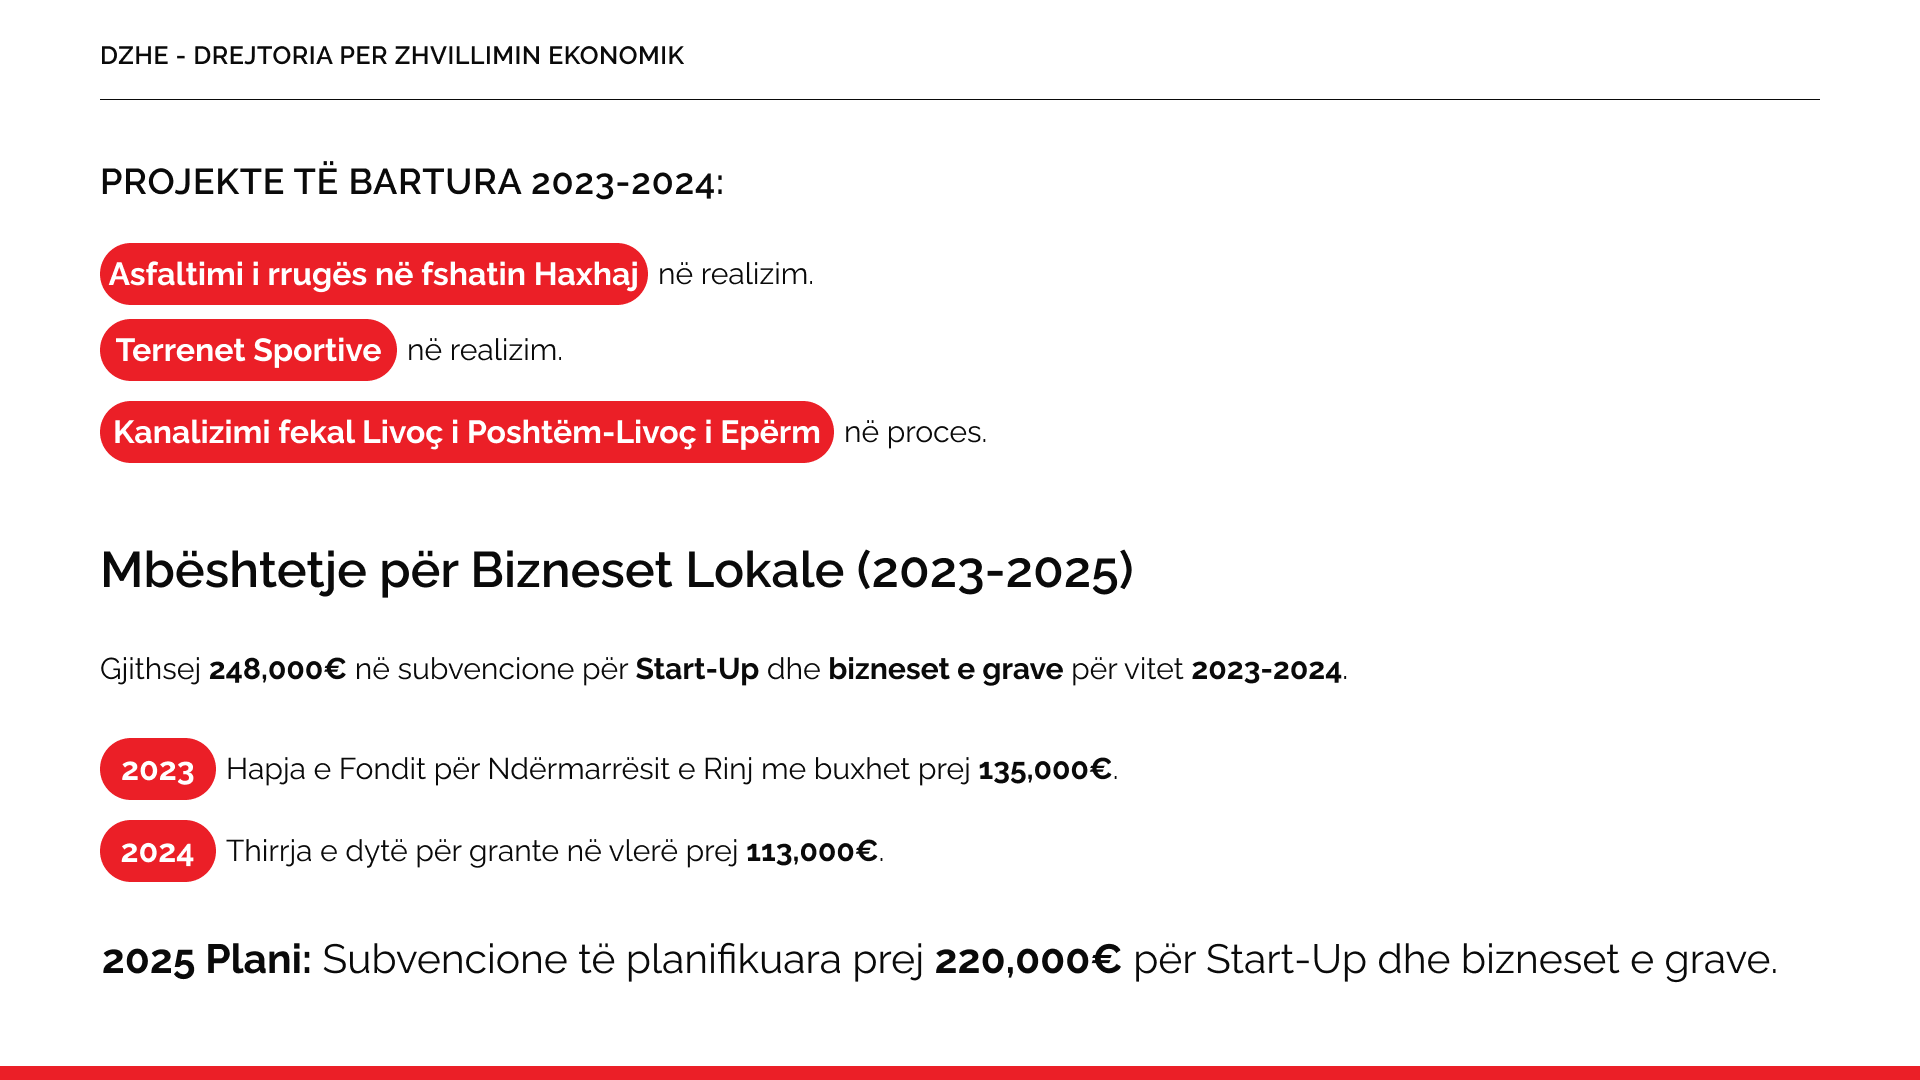 DZHE - DREJTORIA PER ZHVILLIMIN EKONOMIK
PROJEKTE TË BARTURA 2023-2024:
Asfaltimi i rrugës në fshatin Haxhaj në realizim.
Terrenet Sportive në realizim.
Kanalizimi fekal Livoç i Poshtëm-Livoç i Epërm në proces.
Mbështetje për Bizneset Lokale (2023-2025)
Gjithsej 248,000€ në subvencione për Start-Up dhe bizneset e grave për vitet 2023-2024.
2023 Hapja e Fondit për Ndërmarrësit e Rinj me buxhet prej 135,000€.
2024 Thirrja e dytë për grante në vlerë prej 113,000€.
2025 Plani: Subvencione të planifikuara prej 220,000€ për Start-Up dhe bizneset e grave.